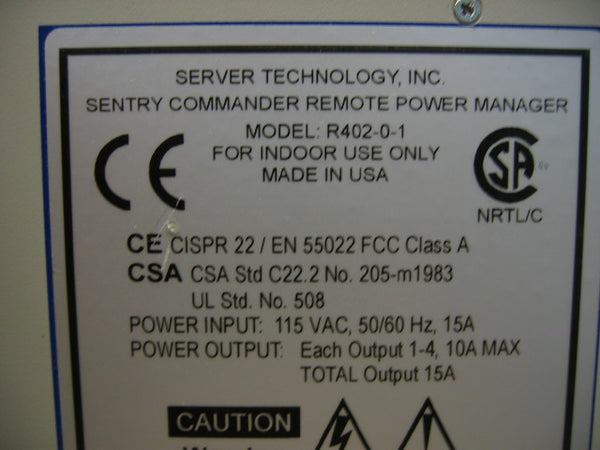 SERVER TECHNOLOGY, INC.
SENTRY COMMANDER REMOTE POWER MANAGER
MODEL: R402-0-1
FOR INDOOR USE ONLY
MADE IN USA
CE
SA
NRTL/C
CE CISPR 22 / EN 55022 FCC Class A
CSA CSA Std C22.2 No. 205-m1983
UL Std. No. 508
POWER INPUT: 115 VAC, 50/60 Hz, 15A
POWER OUTPUT: Each Output 1-4, 10A MAX
TOTAL Output 15A
CAUTION